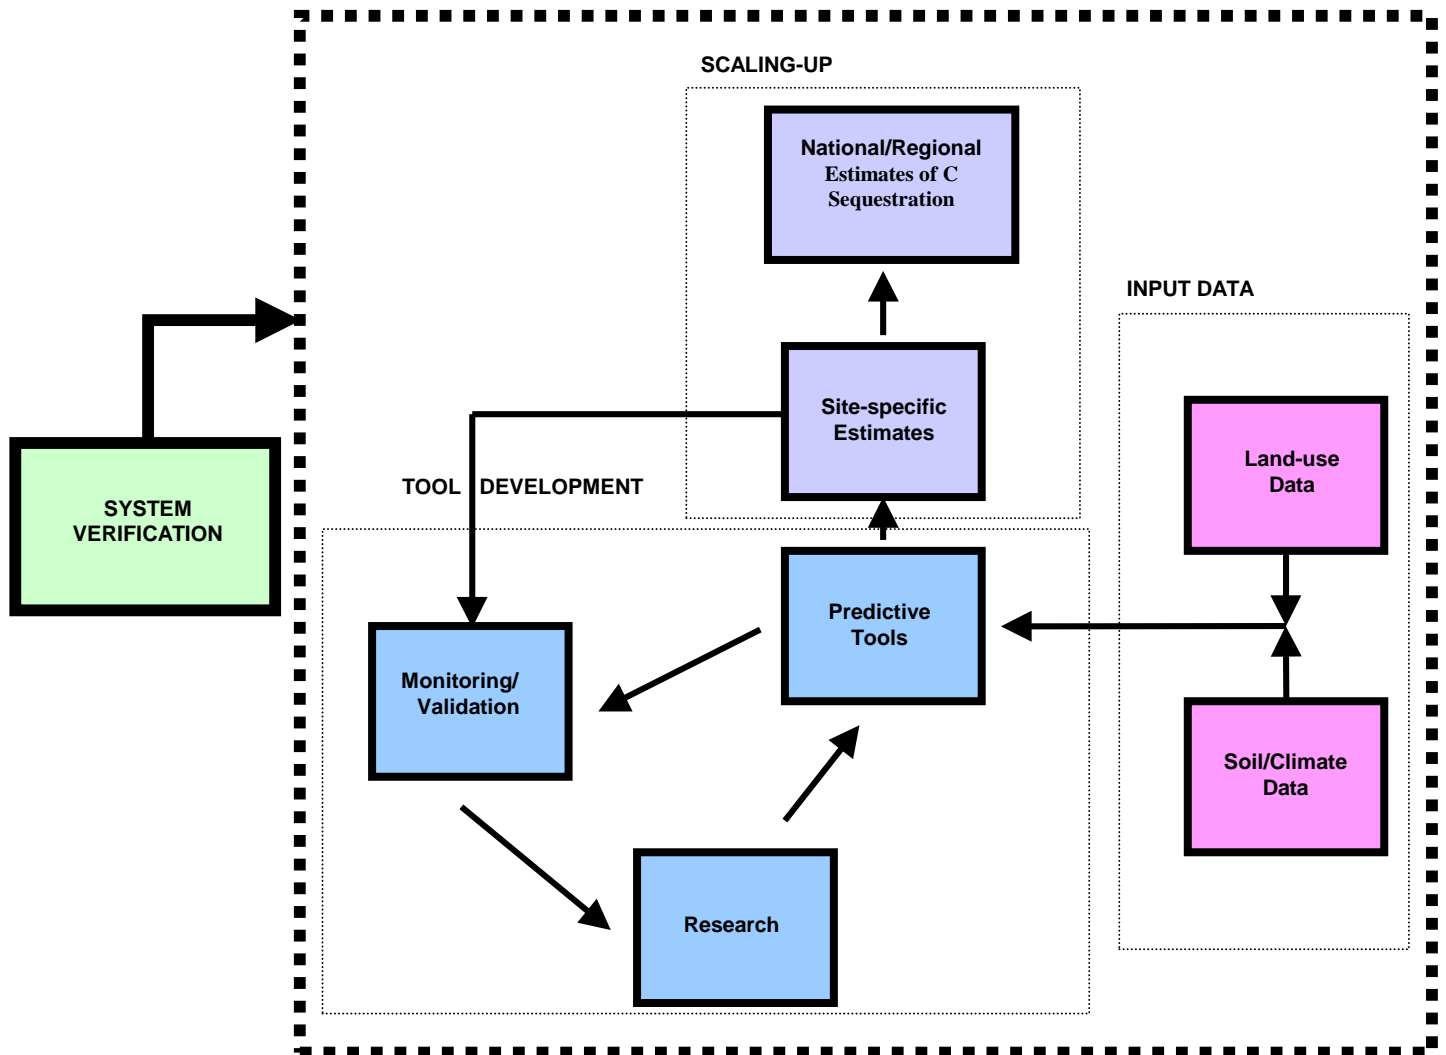 SCALING-UP
National/Regional
Estimates of C
Sequestration
INPUT DATA
Site-specific
Estimates
Land-use
Data
TOOL DEVELOPMENT
SYSTEM
VERIFICATION
Predictive
Tools
Monitoring/
Validation
Soil/Climate
Data
Research